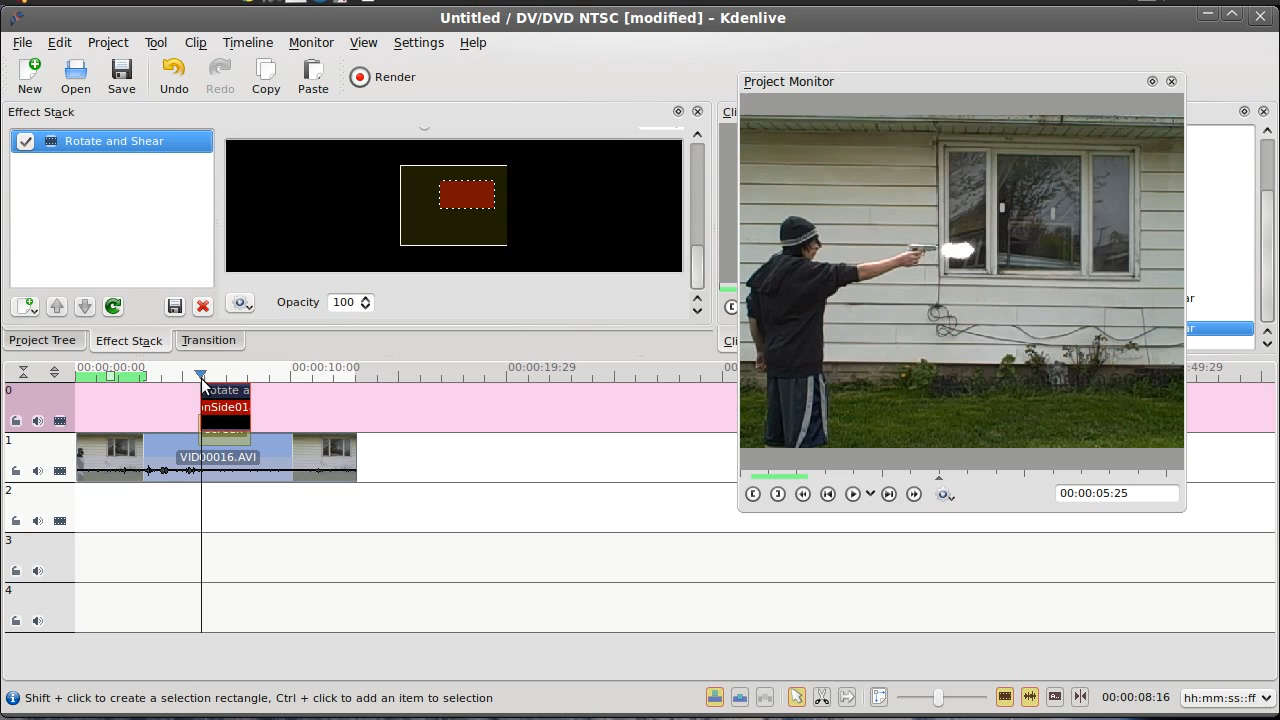 Untitled / DV/DVD NTSC [modified] – Kdenlive
File Edit Project Tool Clip Timeline Monitor View Settings Help
New Open Save Undo Redo Copy Paste Render
Effect Stack
Project Monitor
Rotate and Shear
Opacity 100
Project Tree Effect Stack Transition
00:00:05:25
00:00:00:00 00:00:10:00 00:00:19:29 49:29
0
otate a
nSide01
1
VID00016.AVI
2
3
4
Shift + click to create a selection rectangle, Ctrl + click to add an item to selection
00:00:08:16 hh:mm:ss::ff